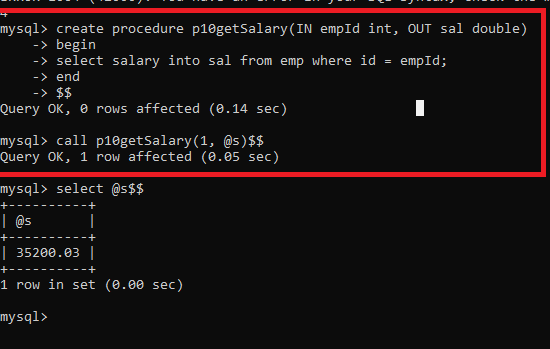 4
mysql> create procedure p10getSalary(IN empId int, OUT sal double)
-> begin
-> select salary into sal from emp where id = empId;
-> end
-> $$
Query OK, 0 rows affected (0.14 sec)
mysql> call p10getSalary(1, @s)$$
Query OK, 1 row affected (0.05 sec)
mysql> select @s$$
+----------+
| @s       |
+----------+
| 35200.03 |
+----------+
1 row in set (0.00 sec)
mysql>